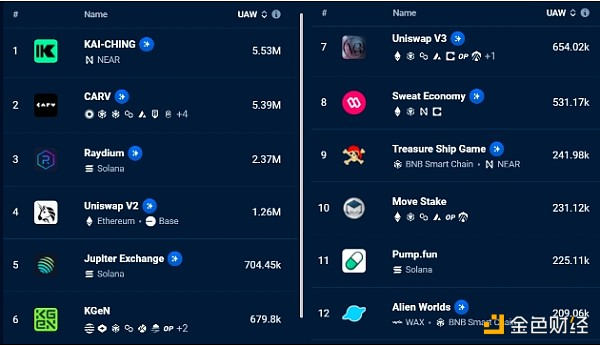 # Name UAW
1 KAI-CHING 5.53M
NEAR
2 CARV 5.39M
+4
3 Raydium 2.37M
Solana
4 Uniswap V2 1.26M
Ethereum • Base
5 Jupiter Exchange 704.45k
Solana
6 KGeN 679.8k
+2
# Name UAW
7 Uniswap V3 654.02k
OP +1
8 Sweat Economy 531.17k
9 Treasure Ship Game 241.98k
BNB Smart Chain • NEAR
10 Move Stake 231.12k
OP
11 Pump.fun 225.11k
Solana
12 Alien Worlds 209.06k
WAX • BNB Smart Chain
金色财经